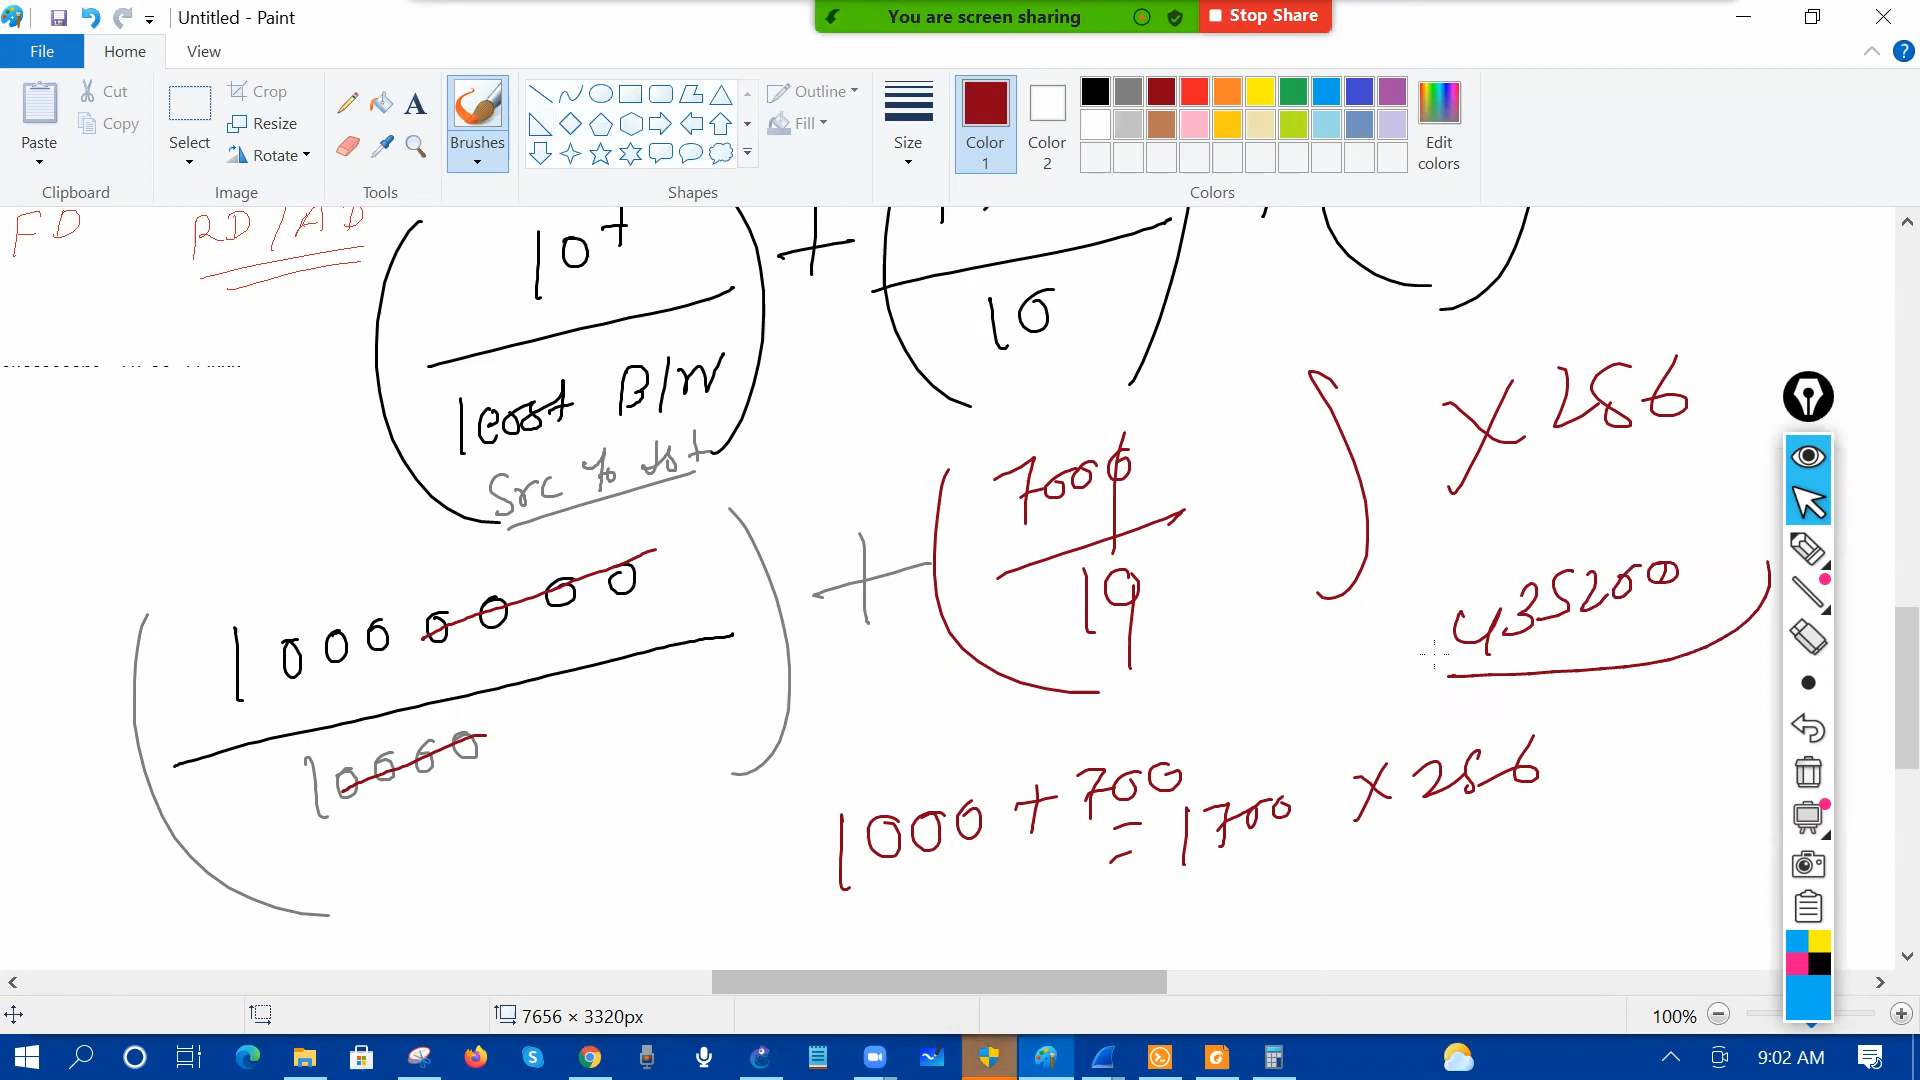 Untitled - Paint
You are screen sharing
Stop Share
File
Home
View
Paste
Cut
Copy
Clipboard
Select
Crop
Resize
Rotate
Image
A
Tools
Brushes
Outline
Fill
Shapes
Size
Color 1
Color 2
Edit colors
Colors
FD
RD/AD
10⁷
+
least B/W
Src to dst
10
× 256
10000000
10000
+
7000
10
435200
1000 + 700
= 1700 × 256
7656 × 3320px
100%
9:02 AM